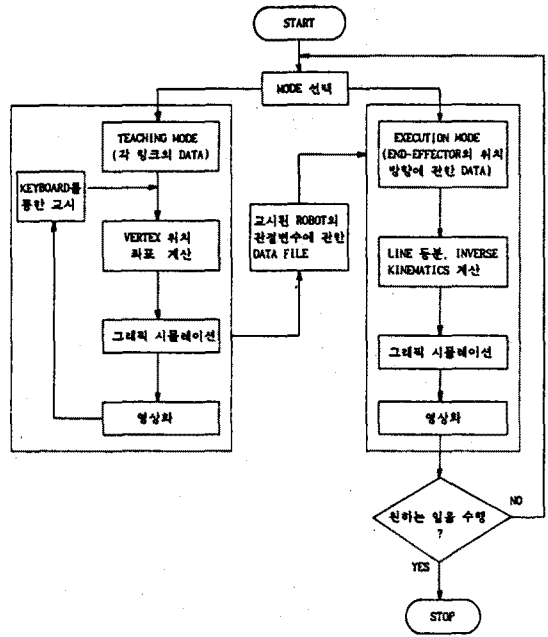 START
MODE 선택
TEACHING MODE
(각 링크의 DATA)
KEYBOARD를
통한 교시
VERTEX 위치
좌표 계산
그래픽 시뮬레이션
영상화
교시된 ROBOT의
관절변수에 관한
DATA FILE
EXECUTION MODE
(END-EFFECTOR의 위치
방향에 관한 DATA)
LINE 등분, INVERSE
KINEMATICS 계산
그래픽 시뮬레이션
영상화
원하는 일을 수행
?
NO
YES
STOP